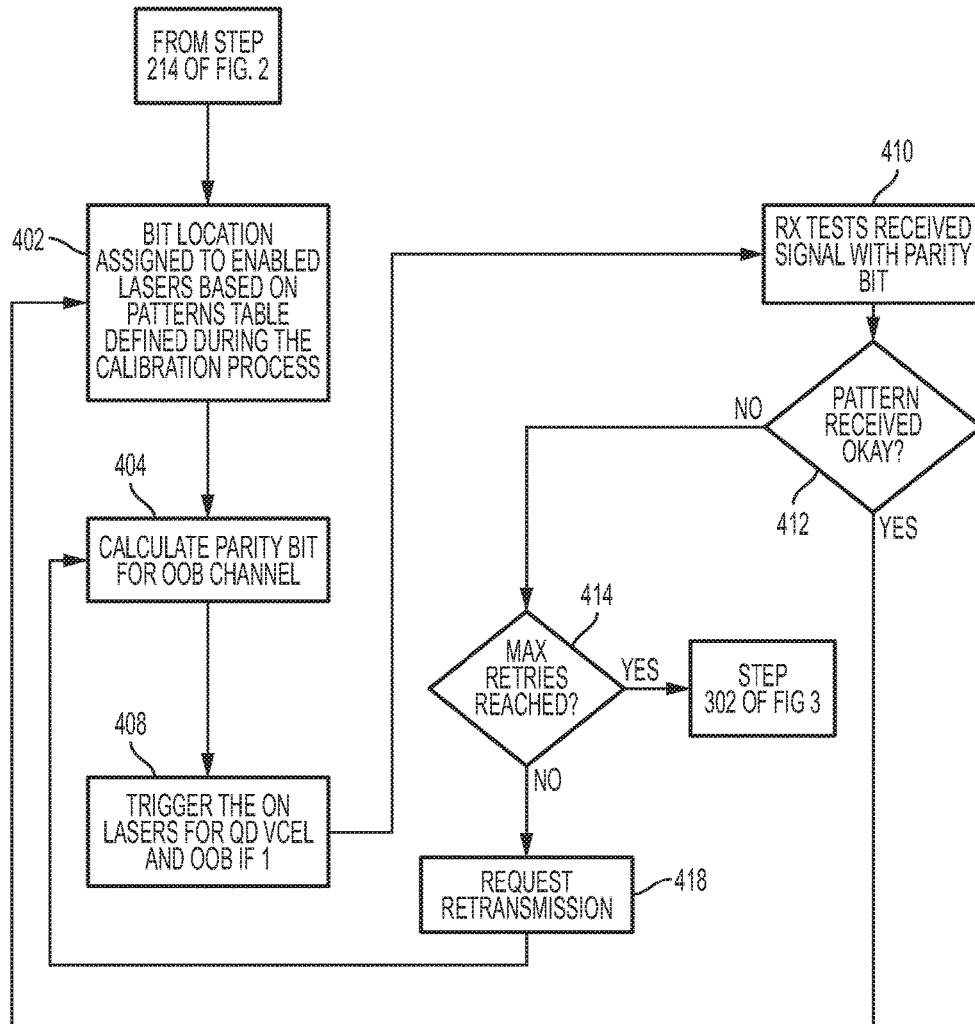 FROM STEP
214 OF FIG. 2
402
BIT LOCATION
ASSIGNED TO ENABLED
LASERS BASED ON
PATTERNS TABLE
DEFINED DURING THE
CALIBRATION PROCESS
404
CALCULATE PARITY BIT
FOR OOB CHANNEL
408
TRIGGER THE ON
LASERS FOR QD VCEL
AND OOB IF 1
410
RX TESTS RECEIVED
SIGNAL WITH PARITY
BIT
PATTERN
RECEIVED
OKAY?
NO
412
YES
414
MAX
RETRIES
REACHED?
YES
STEP
302 OF FIG 3
NO
REQUEST
RETRANSMISSION
418